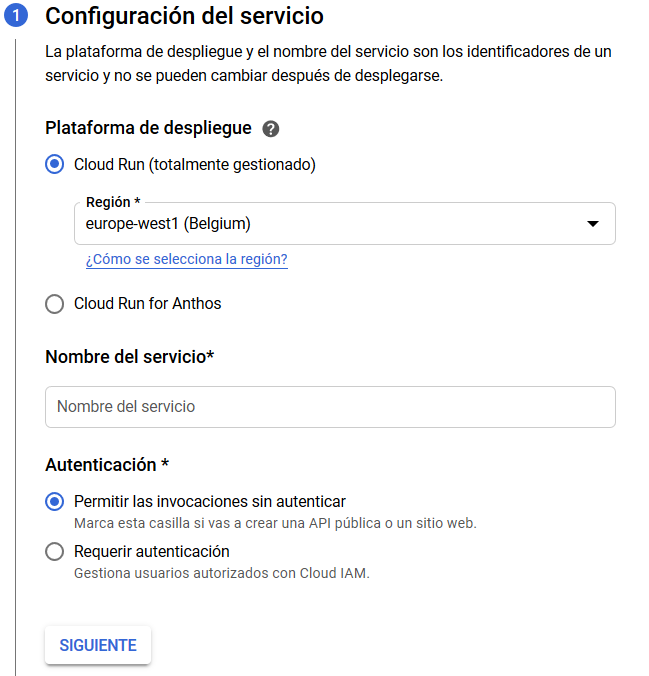 1 Configuración del servicio
La plataforma de despliegue y el nombre del servicio son los identificadores de un
servicio y no se pueden cambiar después de desplegarse.
Plataforma de despliegue ?
Cloud Run (totalmente gestionado)
Región *
europe-west1 (Belgium)
¿Cómo se selecciona la región?
Cloud Run for Anthos
Nombre del servicio*
Nombre del servicio
Autenticación *
Permitir las invocaciones sin autenticar
Marca esta casilla si vas a crear una API pública o un sitio web.
Requerir autenticación
Gestiona usuarios autorizados con Cloud IAM.
SIGUIENTE